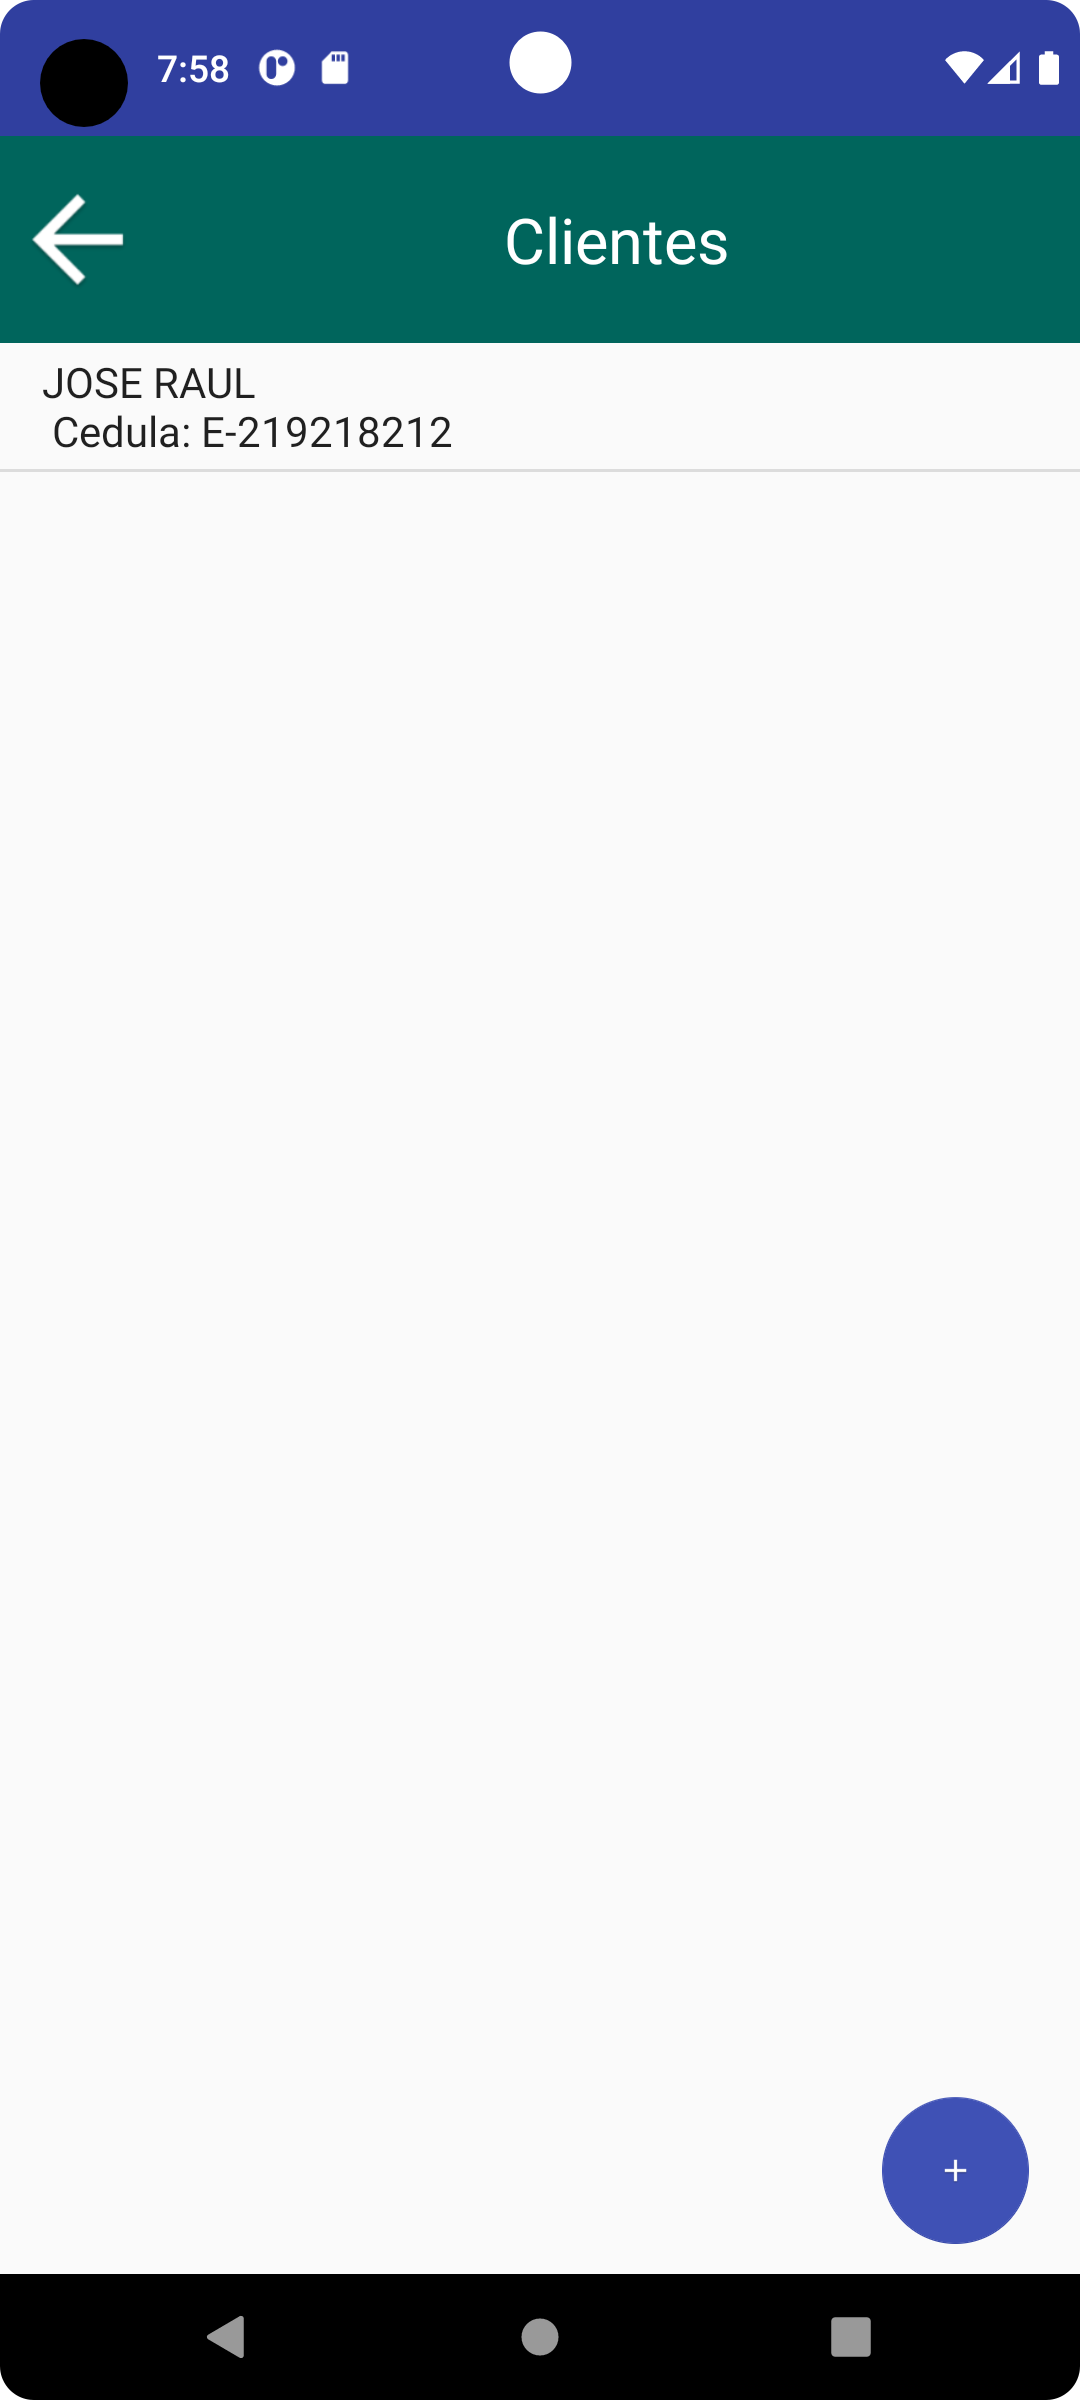 7:58
Clientes
JOSE RAUL
Cedula: E-219218212
+